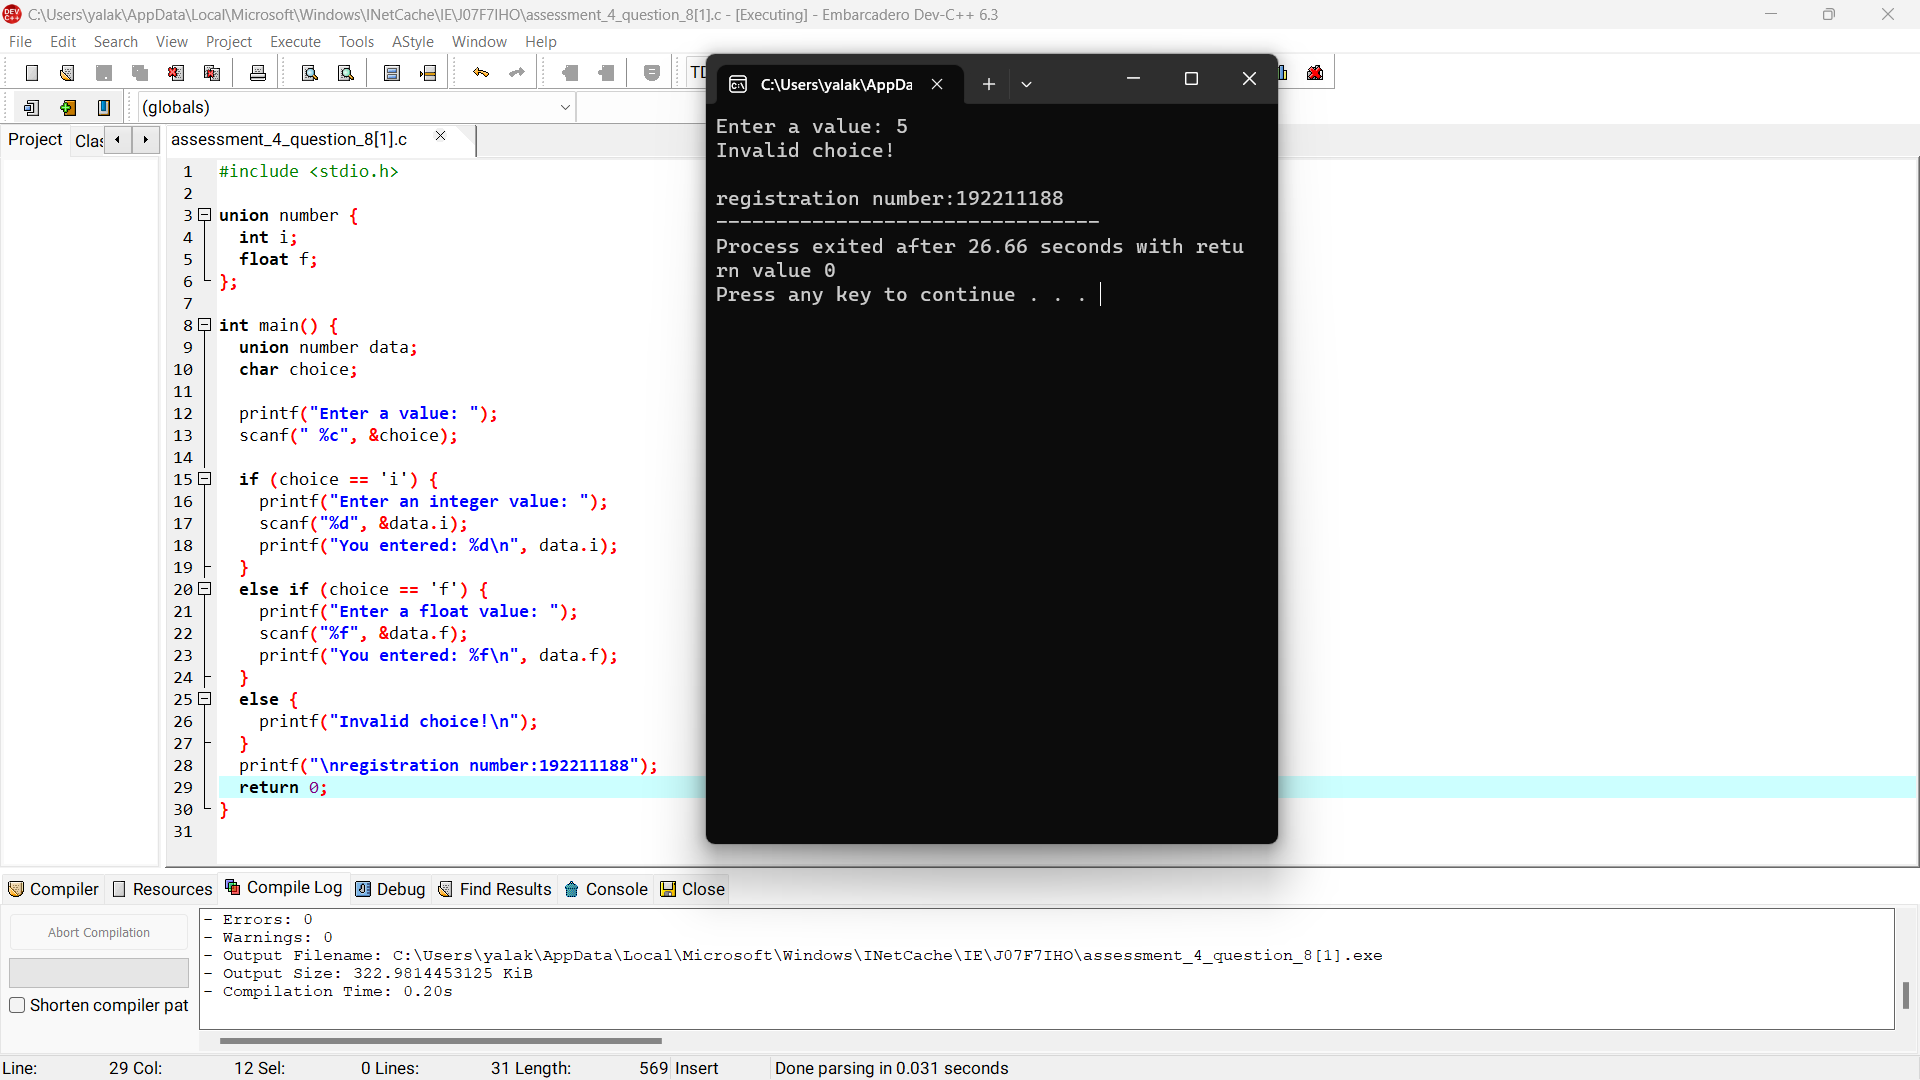 C:\Users\yalak\AppData\Local\Microsoft\Windows\INetCache\IE\J07F7IHO\assessment_4_question_8[1].c - [Executing] - Embarcadero Dev-C++ 6.3
File Edit Search View Project Execute Tools AStyle Window Help
(globals)
Project Clas
assessment_4_question_8[1].c
1 #include <stdio.h>
2
3 union number {
4 int i;
5 float f;
6 };
7
8 int main() {
9 union number data;
10 char choice;
11
12 printf("Enter a value: ");
13 scanf(" %c", &choice);
14
15 if (choice == 'i') {
16 printf("Enter an integer value: ");
17 scanf("%d", &data.i);
18 printf("You entered: %d\n", data.i);
19 }
20 else if (choice == 'f') {
21 printf("Enter a float value: ");
22 scanf("%f", &data.f);
23 printf("You entered: %f\n", data.f);
24 }
25 else {
26 printf("Invalid choice!\n");
27 }
28 printf("\nregistration number:192211188");
29 return 0;
30 }
31
C:\Users\yalak\AppDa
Enter a value: 5
Invalid choice!
registration number:192211188
--------------------------------
Process exited after 26.66 seconds with retu
rn value 0
Press any key to continue . . .
Compiler Resources Compile Log Debug Find Results Console Close
Abort Compilation
Shorten compiler pat
- Errors: 0
- Warnings: 0
- Output Filename: C:\Users\yalak\AppData\Local\Microsoft\Windows\INetCache\IE\J07F7IHO\assessment_4_question_8[1].exe
- Output Size: 322.9814453125 KiB
- Compilation Time: 0.20s
Line: 29 Col: 12 Sel: 0 Lines: 31 Length: 569 Insert Done parsing in 0.031 seconds